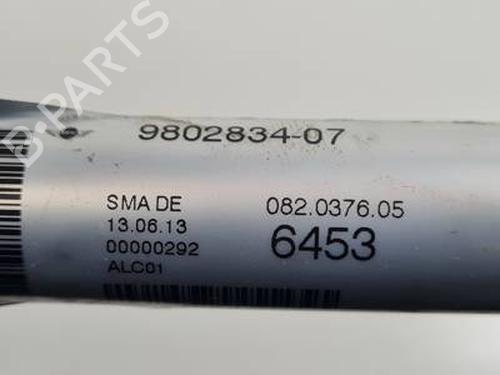 B-PARTS
9802834-07
SMA DE
13.06.13
00000292
ALC01
082.0376.05
6453